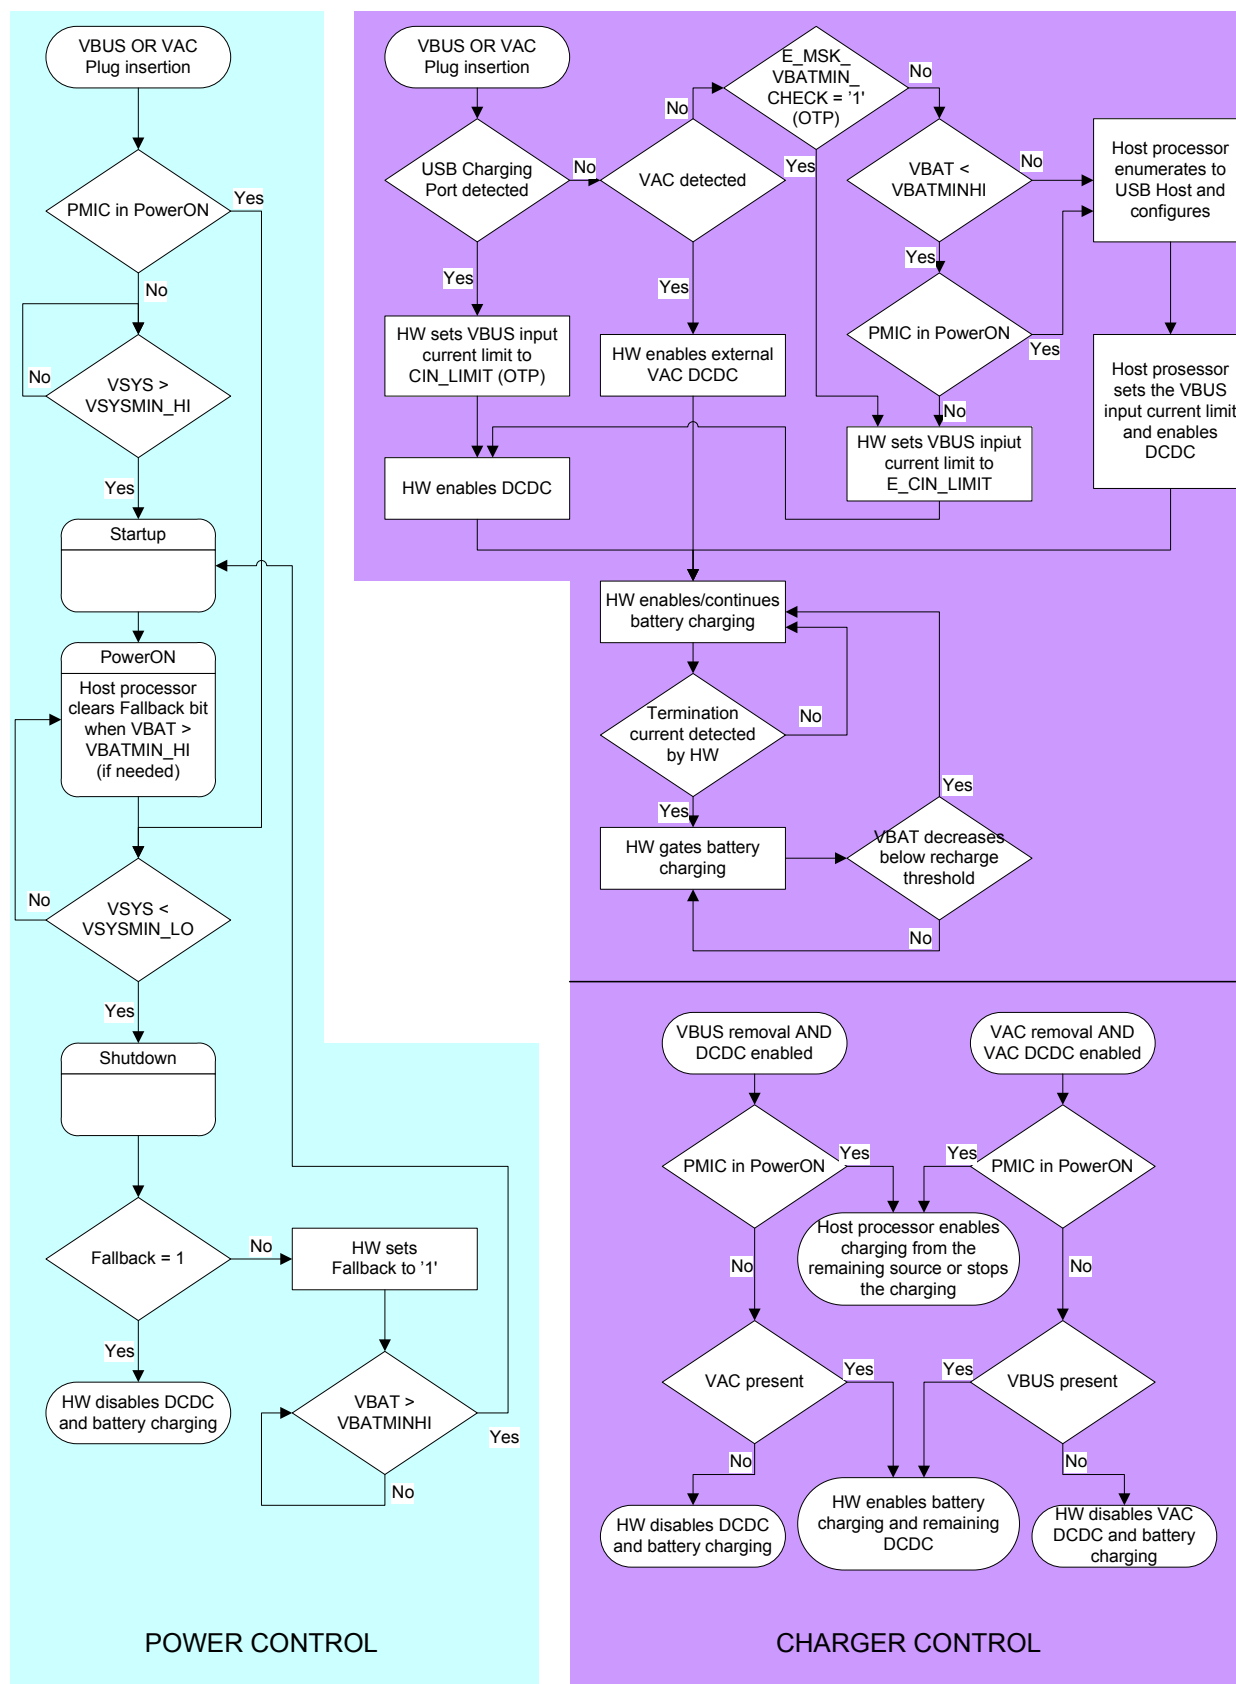 VBUS OR VAC
Plug insertion
PMIC in PowerON
Yes
No
VSYS >
VSYSMIN_HI
No
Yes
Startup
PowerON
Host processor
clears Fallback bit
when VBAT >
VBATMIN_HI
(if needed)
No
VSYS <
VSYSMIN_LO
Yes
Shutdown
Fallback = 1
No
HW sets
Fallback to '1'
Yes
HW disables DCDC
and battery charging
VBAT >
VBATMINHI
Yes
No
POWER CONTROL
VBUS OR VAC
Plug insertion
E_MSK_
VBATMIN_
CHECK = '1'
(OTP)
No
No
USB Charging
Port detected
No
VAC detected
Yes
VBAT <
VBATMINHI
No
Host processor
enumerates to
USB Host and
configures
Yes
Yes
Yes
PMIC in PowerON
Yes
HW sets VBUS input
current limit to
CIN_LIMIT (OTP)
HW enables external
VAC DCDC
Host prosessor
sets the VBUS
input current limit
and enables
DCDC
No
HW sets VBUS inpiut
current limit to
E_CIN_LIMIT
HW enables DCDC
HW enables/continues
battery charging
Termination
current detected
by HW
No
Yes
Yes
HW gates battery
charging
VBAT decreases
below recharge
threshold
No
VBUS removal AND
DCDC enabled
VAC removal AND
VAC DCDC enabled
PMIC in PowerON
Yes
Yes
PMIC in PowerON
Host processor enables
charging from the
remaining source or stops
the charging
No
No
VAC present
Yes
Yes
VBUS present
No
No
HW disables DCDC
and battery charging
HW enables battery
charging and remaining
DCDC
HW disables VAC
DCDC and battery
charging
CHARGER CONTROL